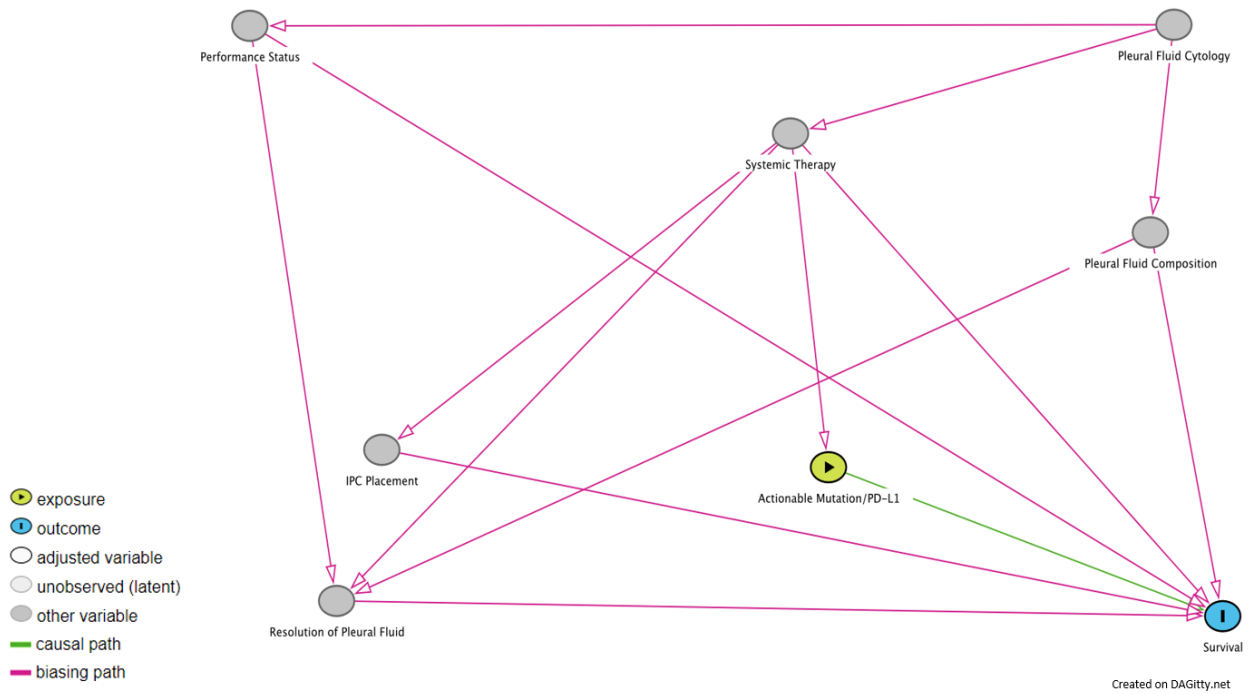 Performance Status
Pleural Fluid Cytology
Systemic Therapy
Pleural Fluid Composition
IPC Placement
Actionable Mutation/PD-L1
Resolution of Pleural Fluid
Survival
exposure
outcome
adjusted variable
unobserved (latent)
other variable
causal path
biasing path
Created on DAGitty.net